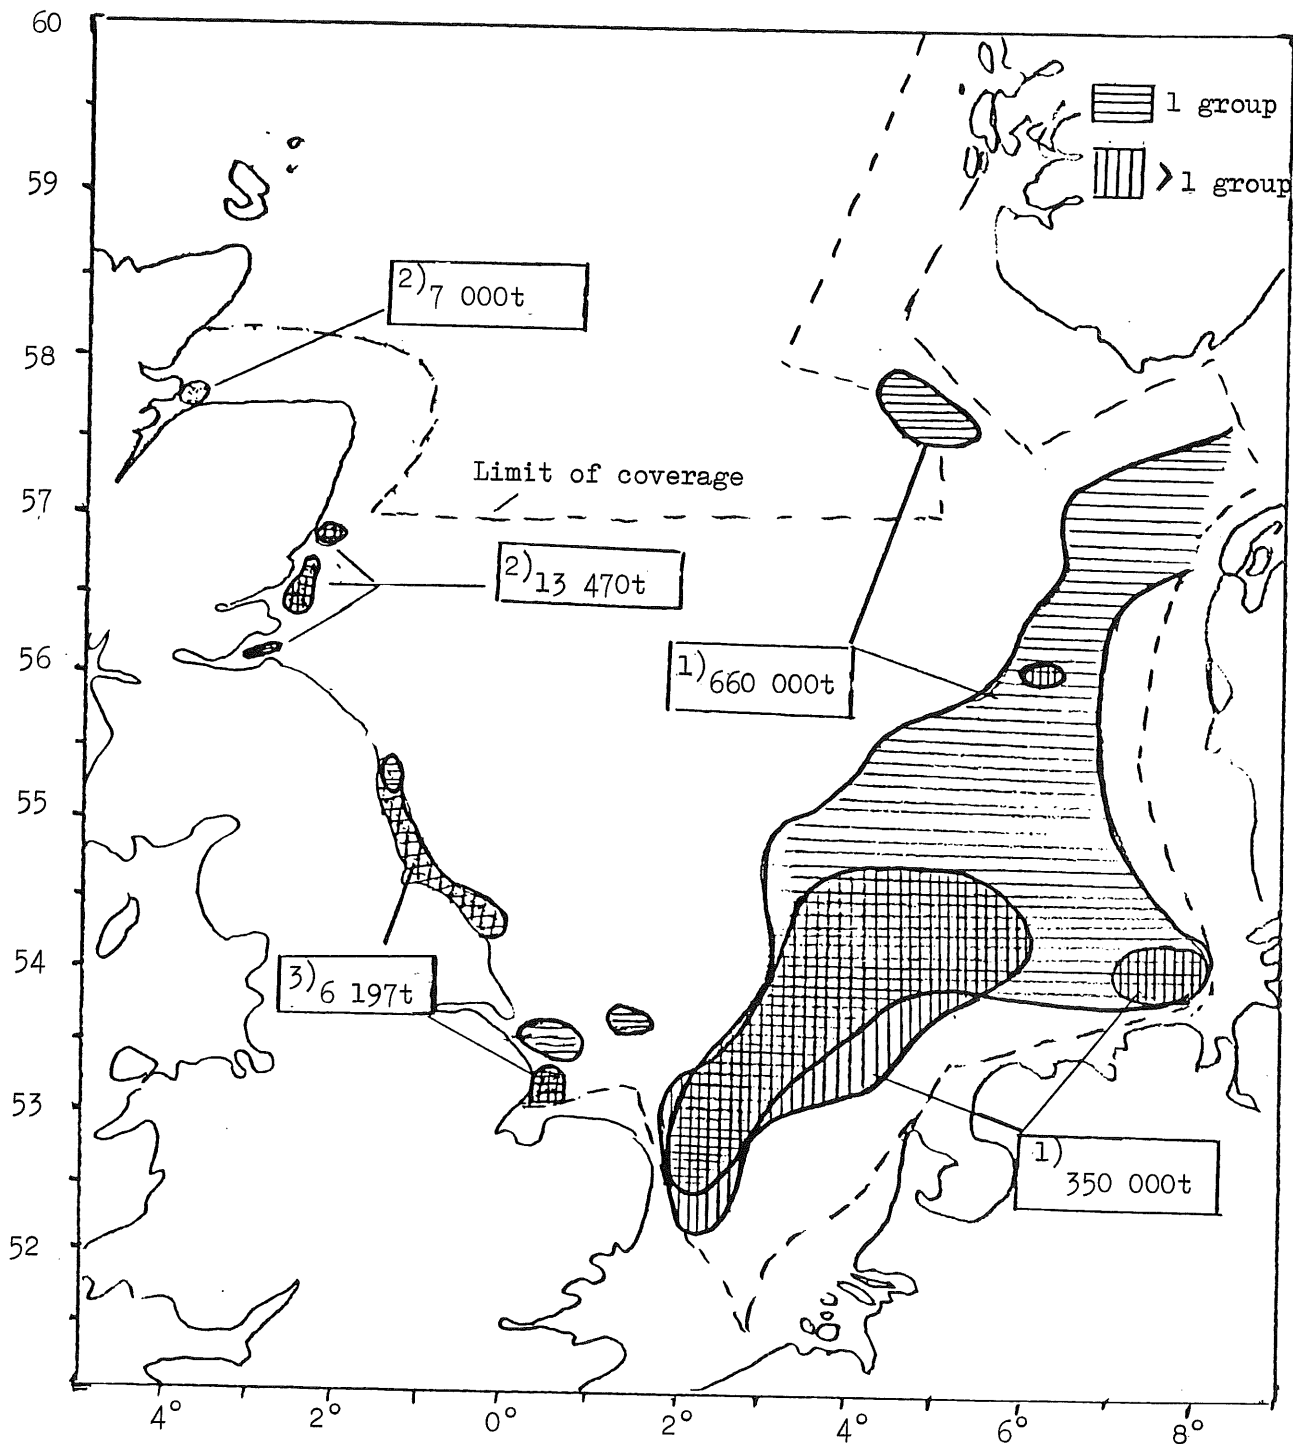 60
1 group
> 1 group
59
2) 7 000t
58
Limit of coverage
57
2) 13 470t
56
1) 660 000t
55
54
3) 6 197t
53
1) 350 000t
52
4° 2° 0° 2° 4° 6° 8°